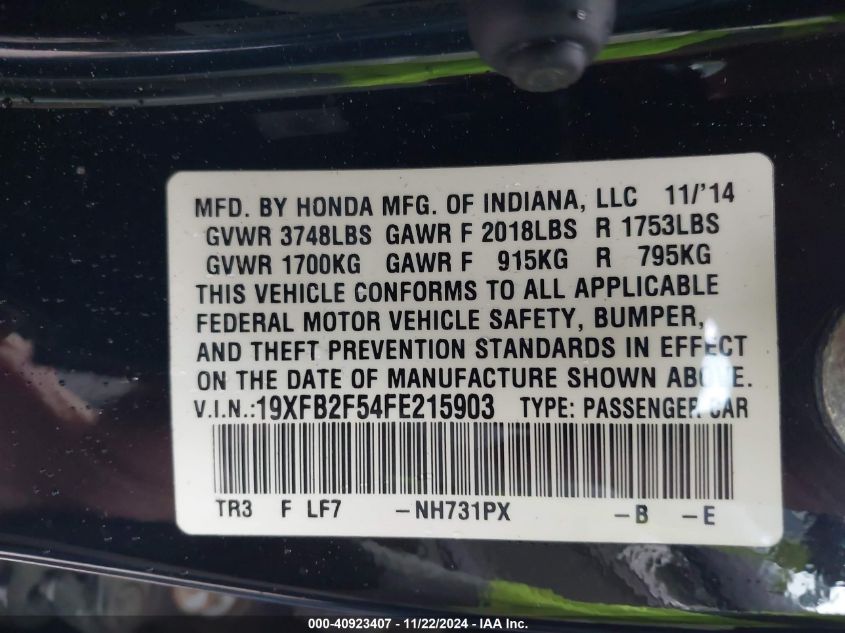 MFD. BY HONDA MFG. OF INDIANA, LLC 11/'14
GVWR 3748LBS GAWR F 2018LBS R 1753LBS
GVWR 1700KG GAWR F 915KG R 795KG
THIS VEHICLE CONFORMS TO ALL APPLICABLE
FEDERAL MOTOR VEHICLE SAFETY, BUMPER,
AND THEFT PREVENTION STANDARDS IN EFFECT
ON THE DATE OF MANUFACTURE SHOWN ABOVE.
V.I.N.:19XFB2F54FE215903 TYPE: PASSENGER CAR
TR3 F LF7 -NH731PX -B -E
000-40923407 - 11/22/2024 - IAA Inc.